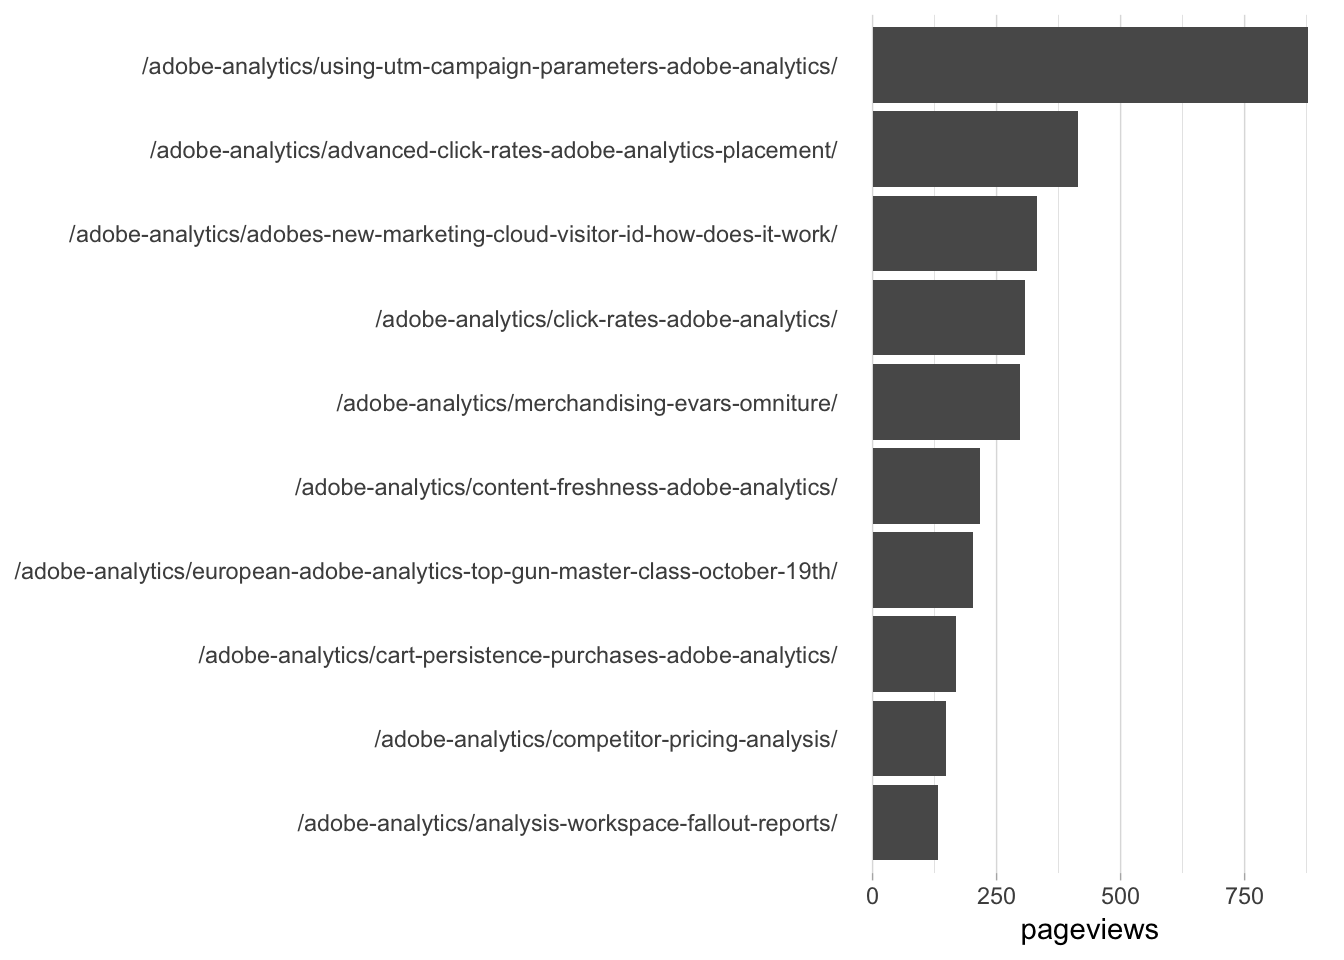 /adobe-analytics/using-utm-campaign-parameters-adobe-analytics/
/adobe-analytics/advanced-click-rates-adobe-analytics-placement/
/adobe-analytics/adobes-new-marketing-cloud-visitor-id-how-does-it-work/
/adobe-analytics/click-rates-adobe-analytics/
/adobe-analytics/merchandising-evars-omniture/
/adobe-analytics/content-freshness-adobe-analytics/
/adobe-analytics/european-adobe-analytics-top-gun-master-class-october-19th/
/adobe-analytics/cart-persistence-purchases-adobe-analytics/
/adobe-analytics/competitor-pricing-analysis/
/adobe-analytics/analysis-workspace-fallout-reports/
0 250 500 750
pageviews